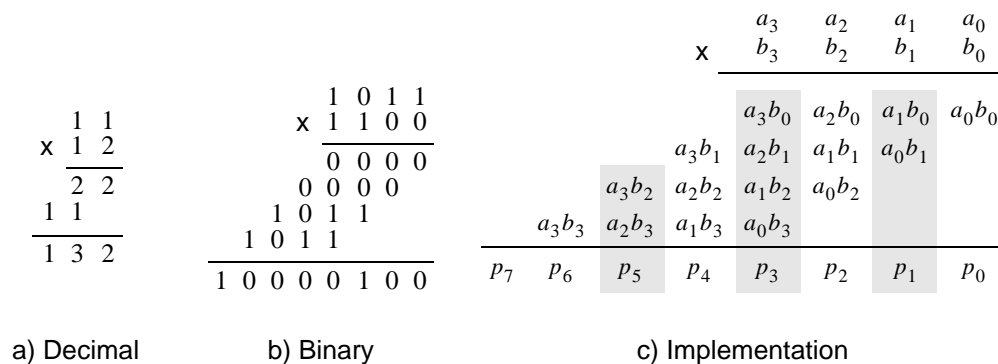 1 1
x 1 2
2 2
1 1
1 3 2
a) Decimal
1 0 1 1
x 1 1 0 0
0 0 0 0
0 0 0 0
1 0 1 1
1 0 1 1
1 0 0 0 0 1 0 0
b) Binary
a₃ a₂ a₁ a₀
x b₃ b₂ b₁ b₀
a₃b₀ a₂b₀ a₁b₀ a₀b₀
a₃b₁ a₂b₁ a₁b₁ a₀b₁
a₃b₂ a₂b₂ a₁b₂ a₀b₂
a₃b₃ a₂b₃ a₁b₃ a₀b₃
p₇ p₆ p₅ p₄ p₃ p₂ p₁ p₀
c) Implementation